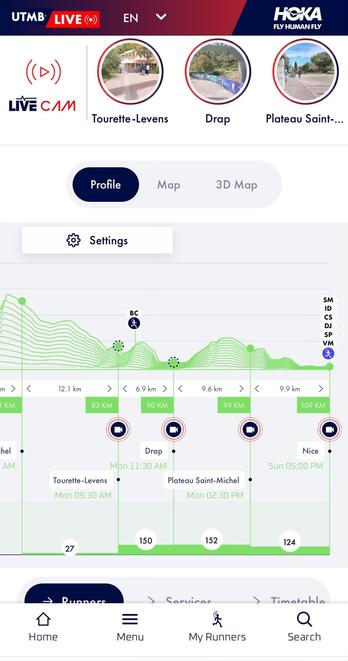 UTMB LIVE
EN
HOKA
FLY HUMAN FLY
LIVE CAM
Tourette-Levens
Drap
Plateau Saint-...
Profile
Map
3D Map
Settings
BC
SM
ID
CS
DJ
SP
VM
m
12.1 km
6.9 km
9.6 km
9.9 km
KM
83 KM
90 KM
99 KM
109 KM
hel
Drap
Nice
AM
Mon 11:30 AM
Sun 05:00 PM
Tourette-Levens
Plateau Saint-Michel
Mon 09:30 AM
Mon 02:30 PM
27
150
152
124
Runners
Services
Timetable
Home
Menu
My Runners
Search